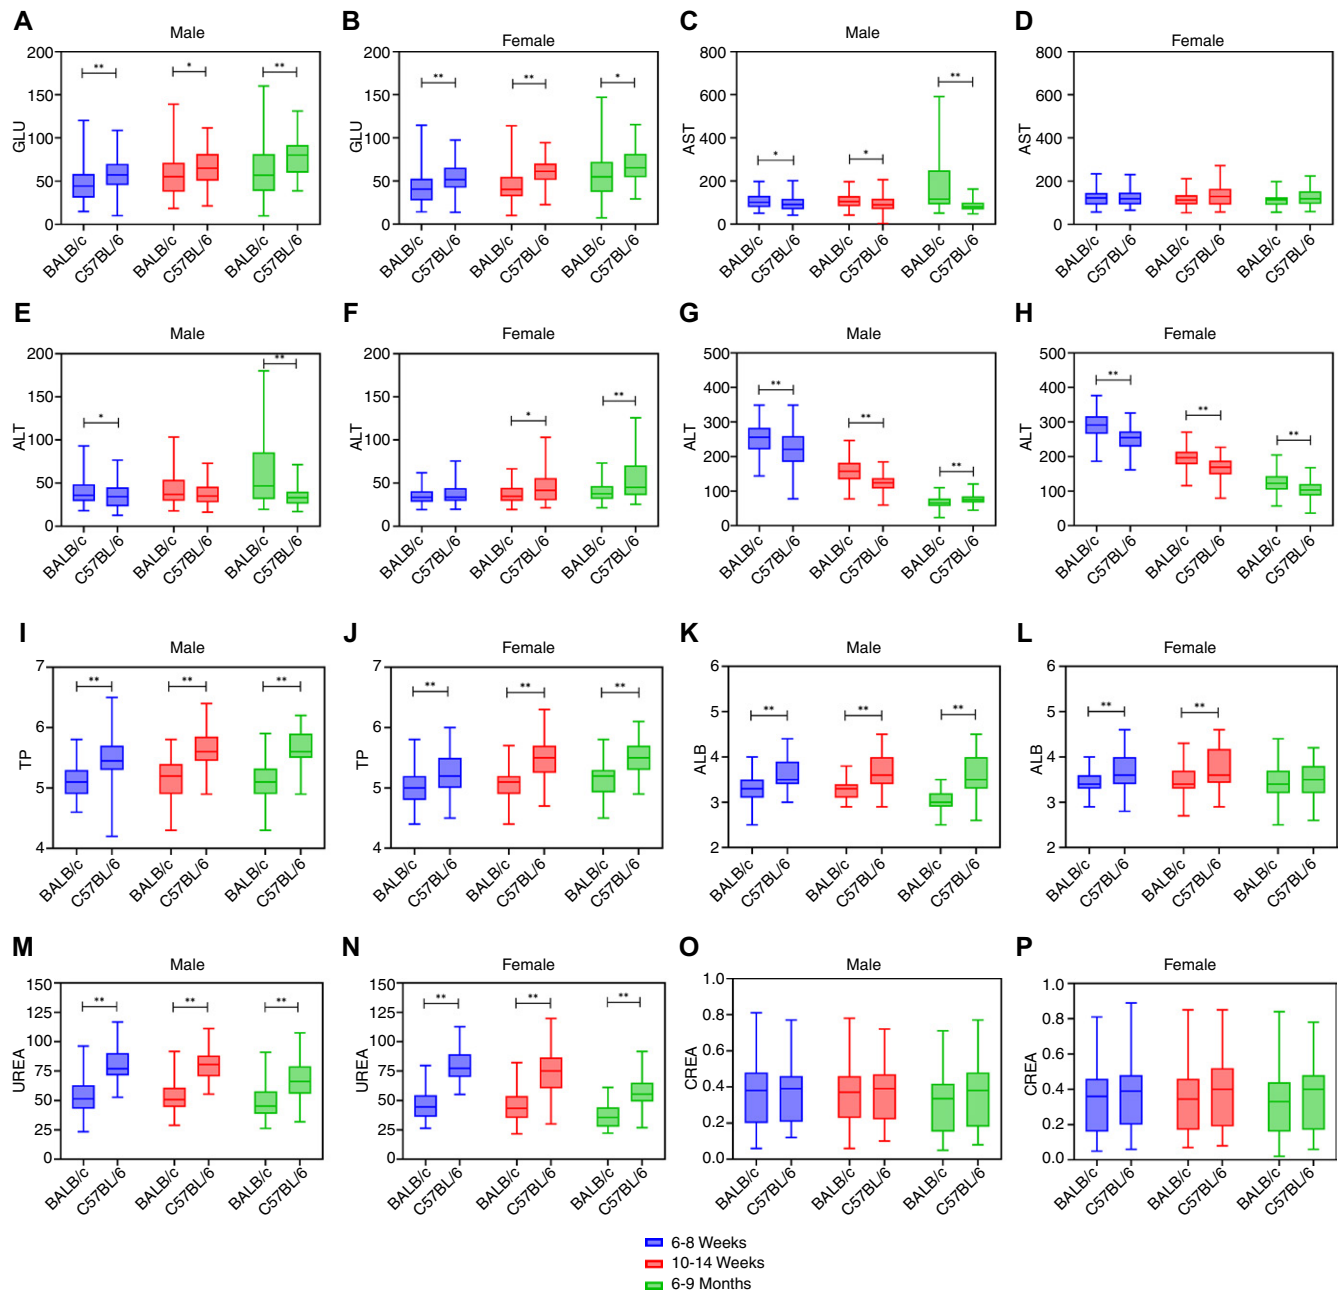 A
Male
GLU
200
150
100
50
0
**
*
**
BALB/c
C57BL/6
BALB/c
C57BL/6
BALB/c
C57BL/6
B
Female
GLU
200
150
100
50
0
**
**
*
BALB/c
C57BL/6
BALB/c
C57BL/6
BALB/c
C57BL/6
C
Male
AST
800
600
400
200
0
*
*
**
BALB/c
C57BL/6
BALB/c
C57BL/6
BALB/c
C57BL/6
D
Female
AST
800
600
400
200
0
BALB/c
C57BL/6
BALB/c
C57BL/6
BALB/c
C57BL/6
E
Male
ALT
200
150
100
50
0
*
**
BALB/c
C57BL/6
BALB/c
C57BL/6
BALB/c
C57BL/6
F
Female
ALT
200
150
100
50
0
*
**
BALB/c
C57BL/6
BALB/c
C57BL/6
BALB/c
C57BL/6
G
Male
ALT
500
400
300
200
100
0
**
**
**
BALB/c
C57BL/6
BALB/c
C57BL/6
BALB/c
C57BL/6
H
Female
ALT
500
400
300
200
100
0
**
**
**
BALB/c
C57BL/6
BALB/c
C57BL/6
BALB/c
C57BL/6
I
Male
TP
7
6
5
4
**
**
**
BALB/c
C57BL/6
BALB/c
C57BL/6
BALB/c
C57BL/6
J
Female
TP
7
6
5
4
**
**
**
BALB/c
C57BL/6
BALB/c
C57BL/6
BALB/c
C57BL/6
K
Male
ALB
6
5
4
3
2
**
**
**
BALB/c
C57BL/6
BALB/c
C57BL/6
BALB/c
C57BL/6
L
Female
ALB
6
5
4
3
2
**
**
BALB/c
C57BL/6
BALB/c
C57BL/6
BALB/c
C57BL/6
M
Male
UREA
150
125
100
75
50
25
0
**
**
**
BALB/c
C57BL/6
BALB/c
C57BL/6
BALB/c
C57BL/6
N
Female
UREA
150
125
100
75
50
25
0
**
**
**
BALB/c
C57BL/6
BALB/c
C57BL/6
BALB/c
C57BL/6
O
Male
CREA
1.0
0.8
0.6
0.4
0.2
0.0
BALB/c
C57BL/6
BALB/c
C57BL/6
BALB/c
C57BL/6
P
Female
CREA
1.0
0.8
0.6
0.4
0.2
0.0
BALB/c
C57BL/6
BALB/c
C57BL/6
BALB/c
C57BL/6
6-8 Weeks
10-14 Weeks
6-9 Months